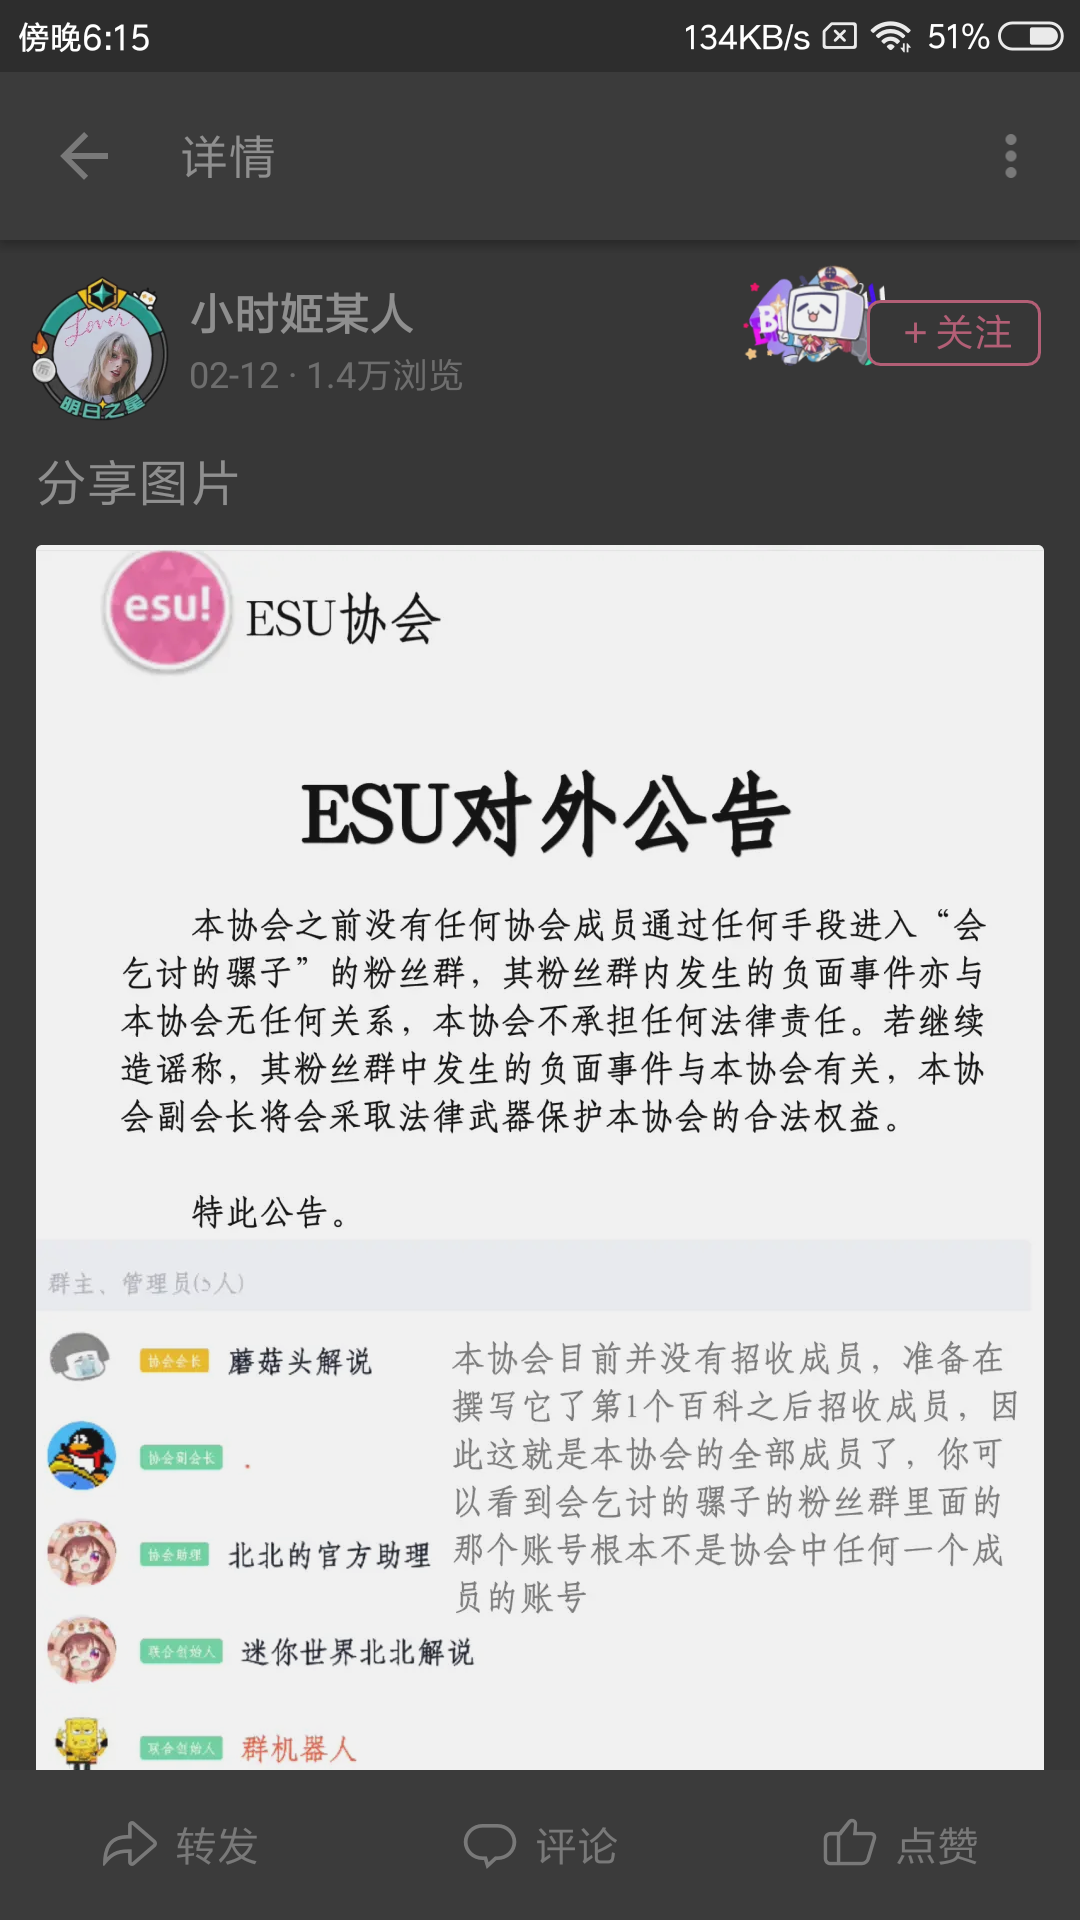 傍晚6:15
134KB/s
51%
详情
小时姬某人
02-12 · 1.4万浏览
+ 关注
Lover
明日之星
分享图片
esu!
ESU协会
ESU对外公告
本协会之前没有任何协会成员通过任何手段进入“会
乞讨的骡子”的粉丝群，其粉丝群内发生的负面事件亦与
本协会无任何关系，本协会不承担任何法律责任。若继续
造谣称，其粉丝群中发生的负面事件与本协会有关，本协
会副会长将会采取法律武器保护本协会的合法权益。
特此公告。
群主、管理员(5人)
协会会长 蘑菇头解说
协会副会长 .
协会助理 北北的官方助理
联合创始人 迷你世界北北解说
联合创始人 群机器人
本协会目前并没有招收成员，准备在
撰写它了第1个百科之后招收成员，因
此这就是本协会的全部成员了，你可
以看到会乞讨的骡子的粉丝群里面的
那个账号根本不是协会中任何一个成
员的账号
转发
评论
点赞